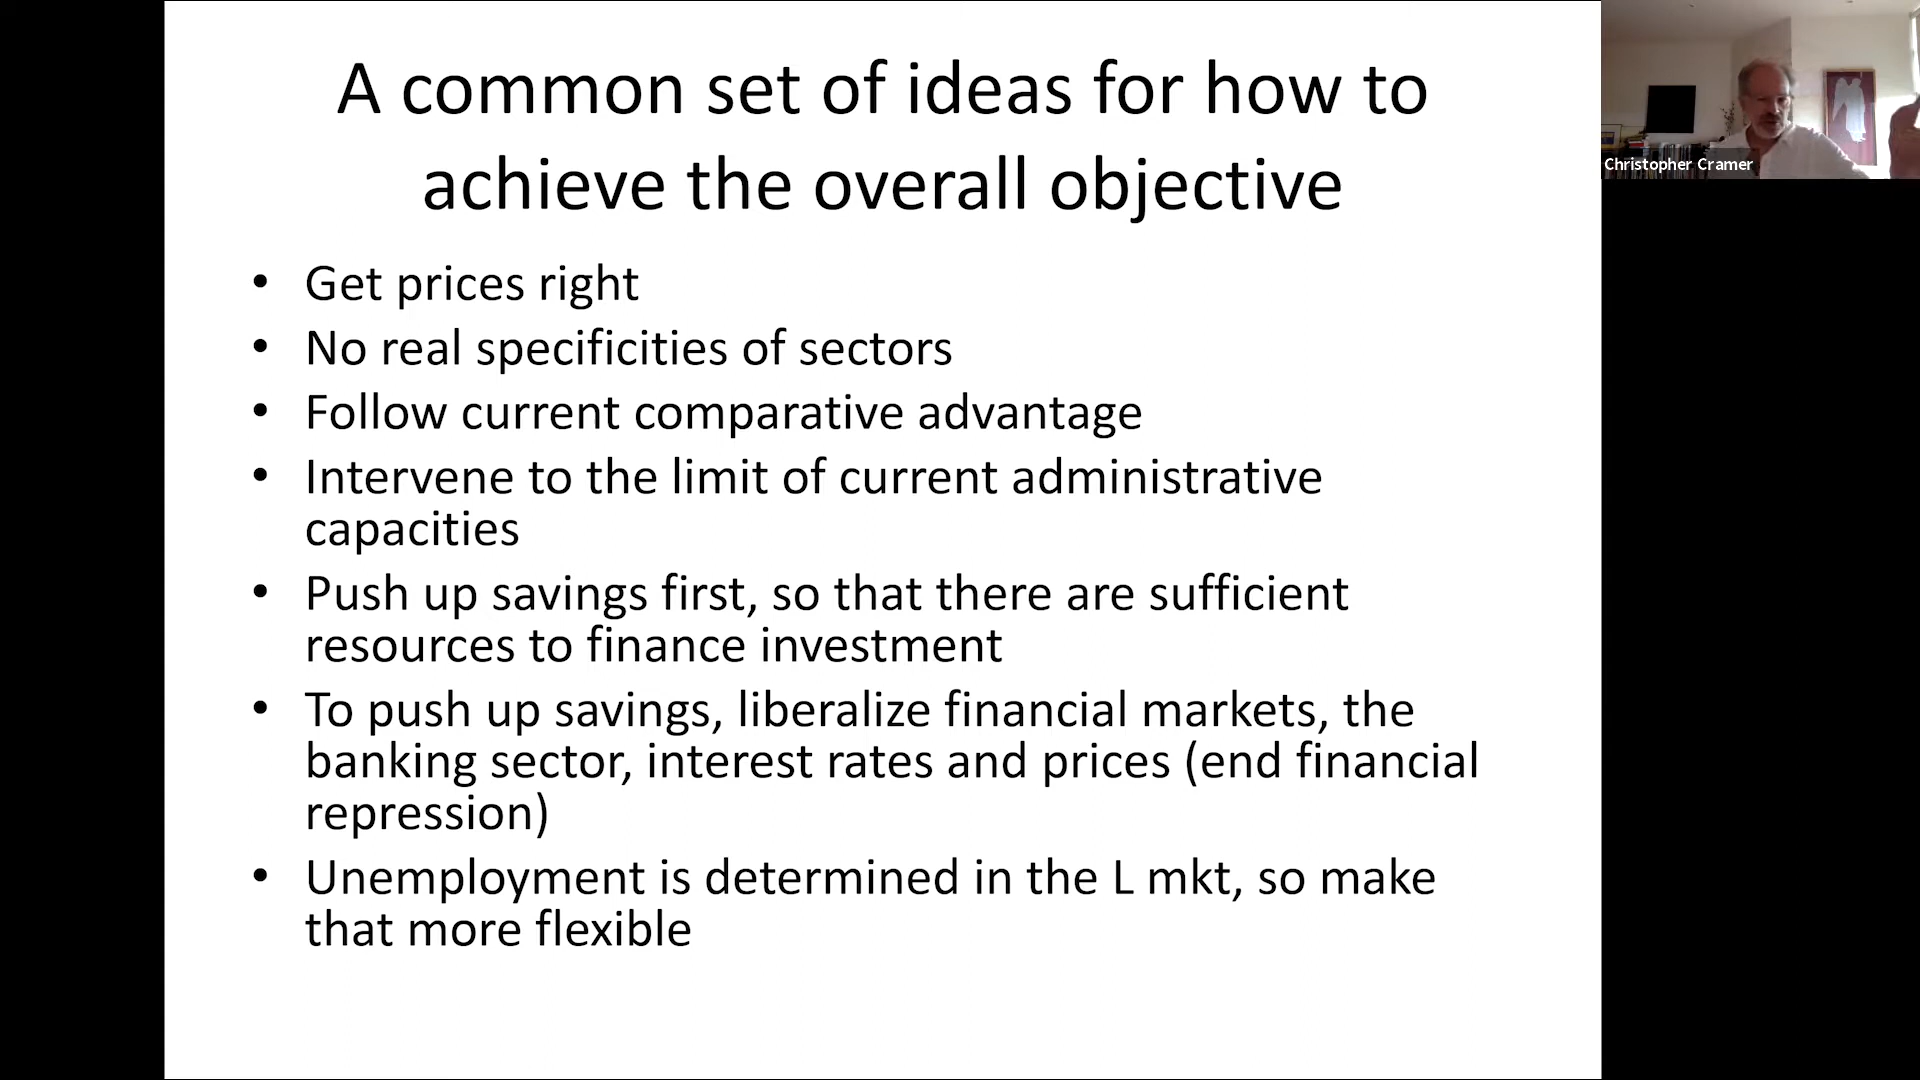 A common set of ideas for how to
achieve the overall objective
• Get prices right
• No real specificities of sectors
• Follow current comparative advantage
• Intervene to the limit of current administrative
capacities
• Push up savings first, so that there are sufficient
resources to finance investment
• To push up savings, liberalize financial markets, the
banking sector, interest rates and prices (end financial
repression)
• Unemployment is determined in the L mkt, so make
that more flexible
Christopher Cramer